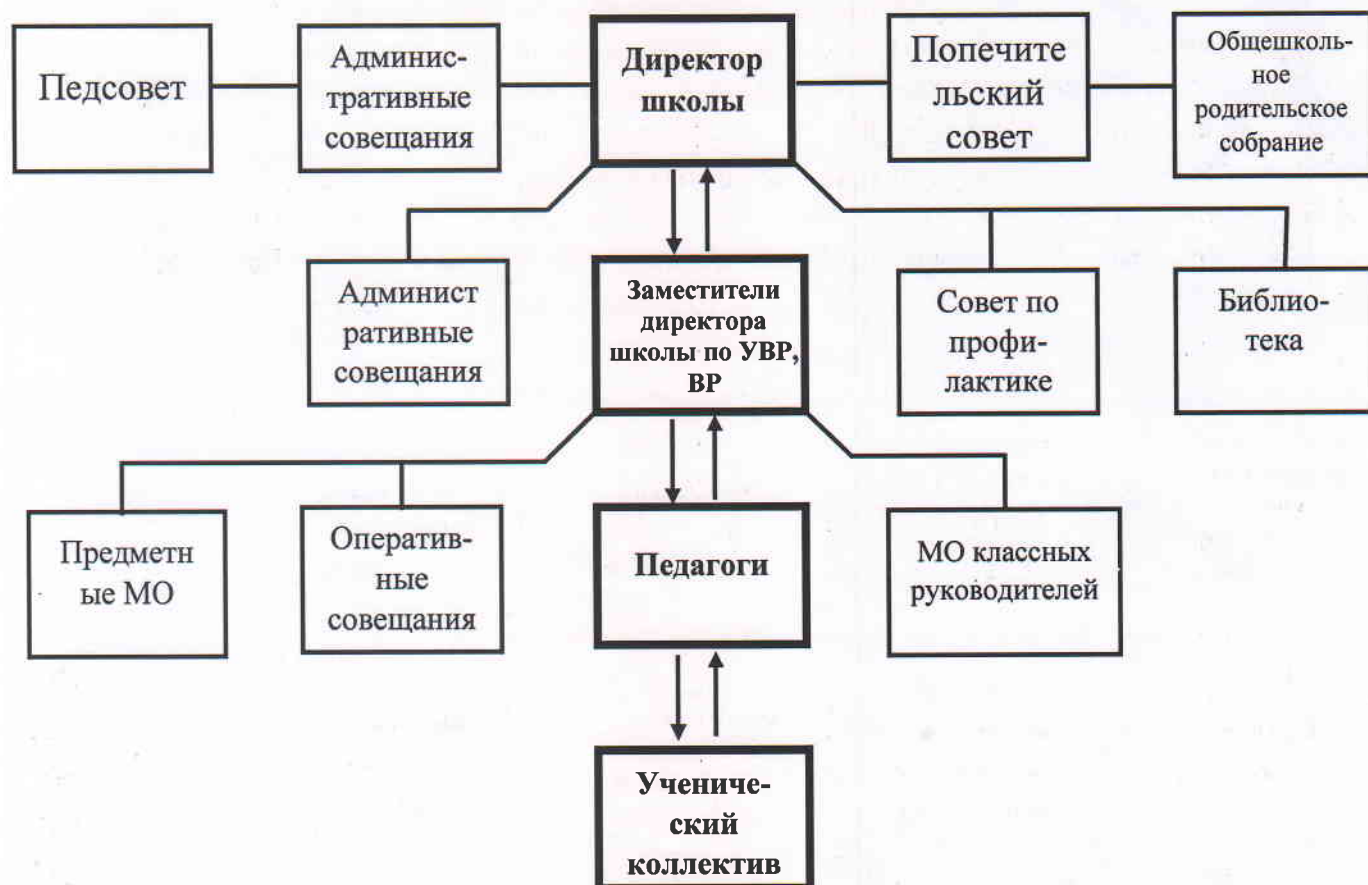 Педсовет
Админис-
тративные
совещания
Директор
школы
Попечите
льский
совет
Общешколь-
ное
родительское
собрание
Админист
ративные
совещания
Заместители
директора
школы по УВР,
ВР
Совет по
профи-
лактике
Библио-
тека
Предметн
ые МО
Оператив-
ные
совещания
Педагоги
МО классных
руководителей
Учениче-
ский
коллектив